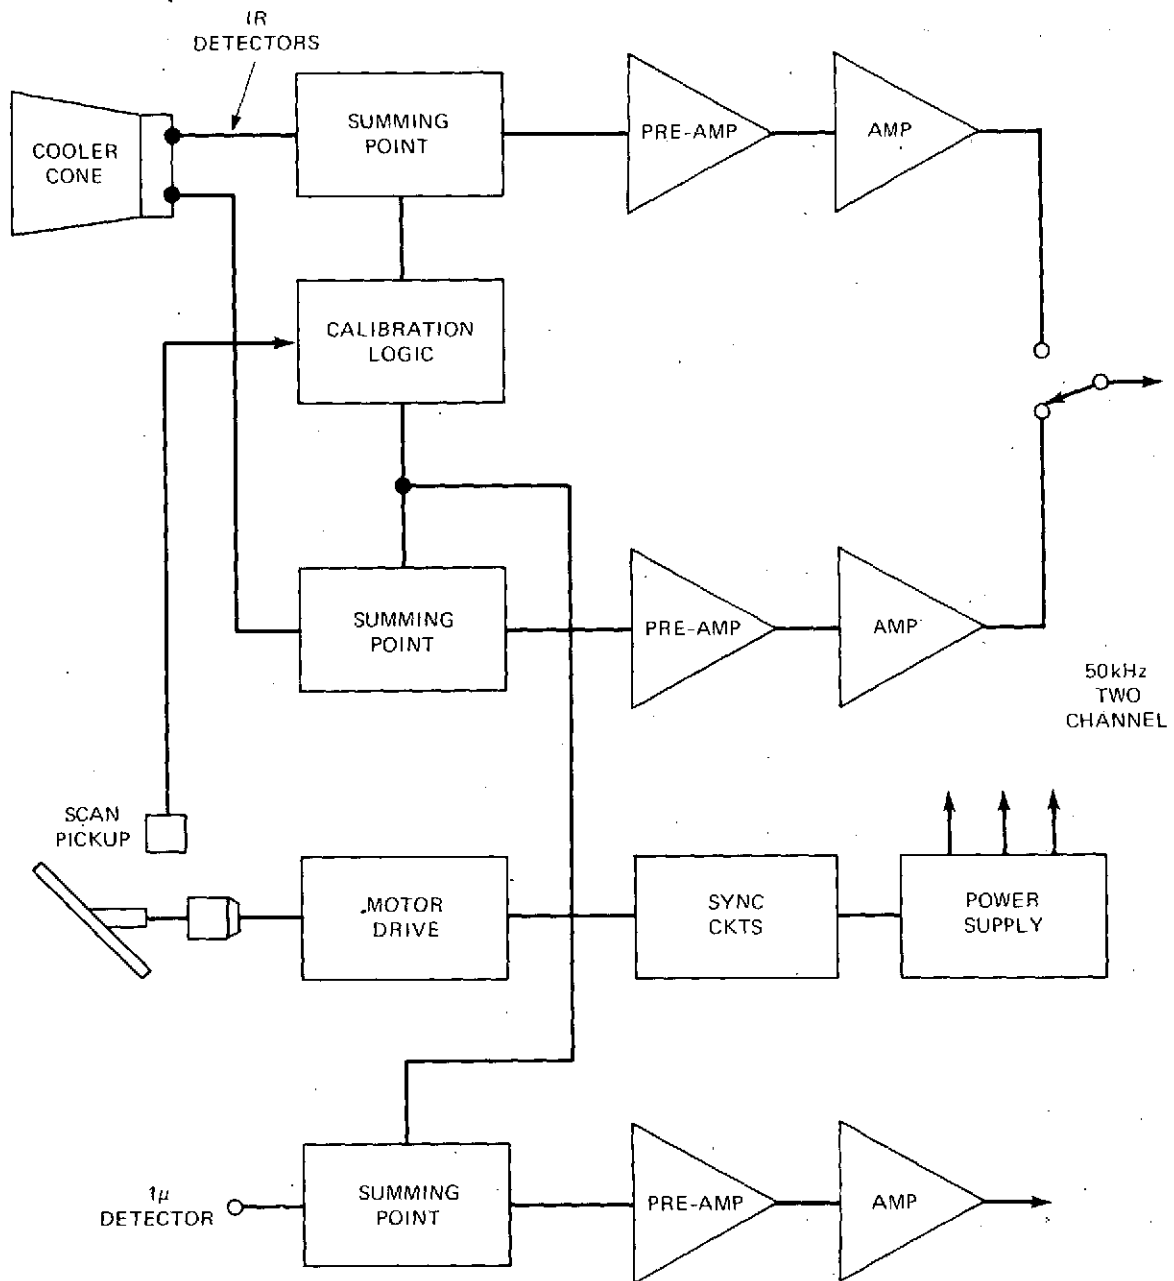 IR
DETECTORS
COOLER
CONE
SUMMING
POINT
PRE-AMP
AMP
CALIBRATION
LOGIC
SUMMING
POINT
PRE-AMP
AMP
50kHz
TWO
CHANNEL
SCAN
PICKUP
MOTOR
DRIVE
SYNC
CKTS
POWER
SUPPLY
1μ
DETECTOR
SUMMING
POINT
PRE-AMP
AMP